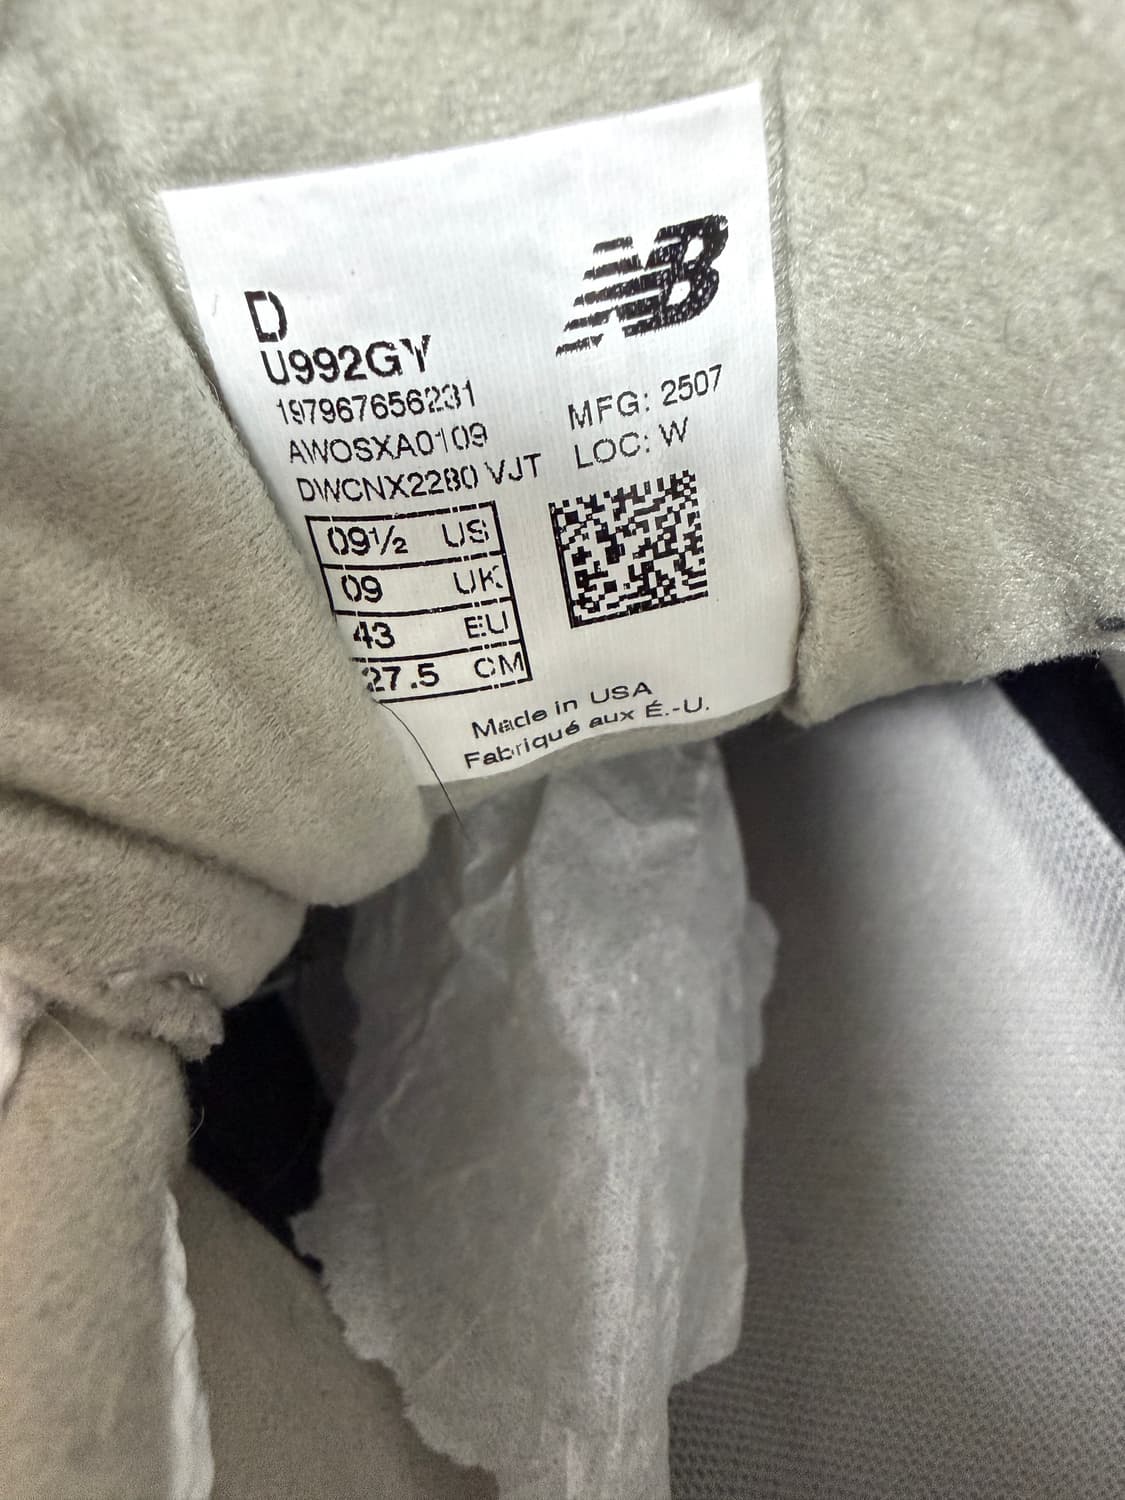 NB
D
U992GY
197967656231
AWOSXA0109
DWCNX2280 VJT
MFG: 2507
LOC: W
09½ US
09 UK
43 EU
27.5 CM
Made in USA
Fabriqué aux É.-U.